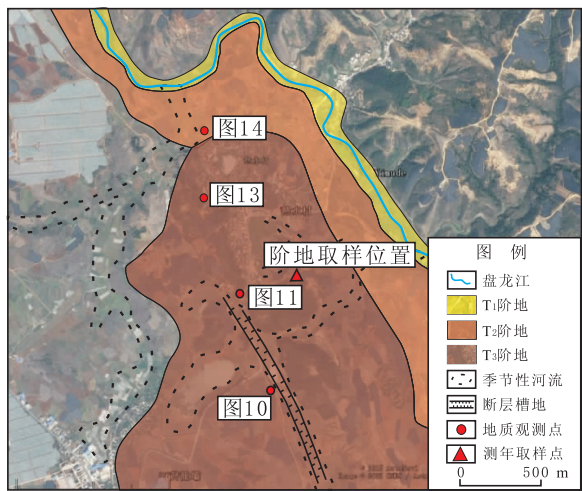 图14
Yimude
图13
阶地取样位置
图11
图10
图 例
盘龙江
T1阶地
T2阶地
T3阶地
季节性河流
断层槽地
地质观测点
测年取样点
0 500 m